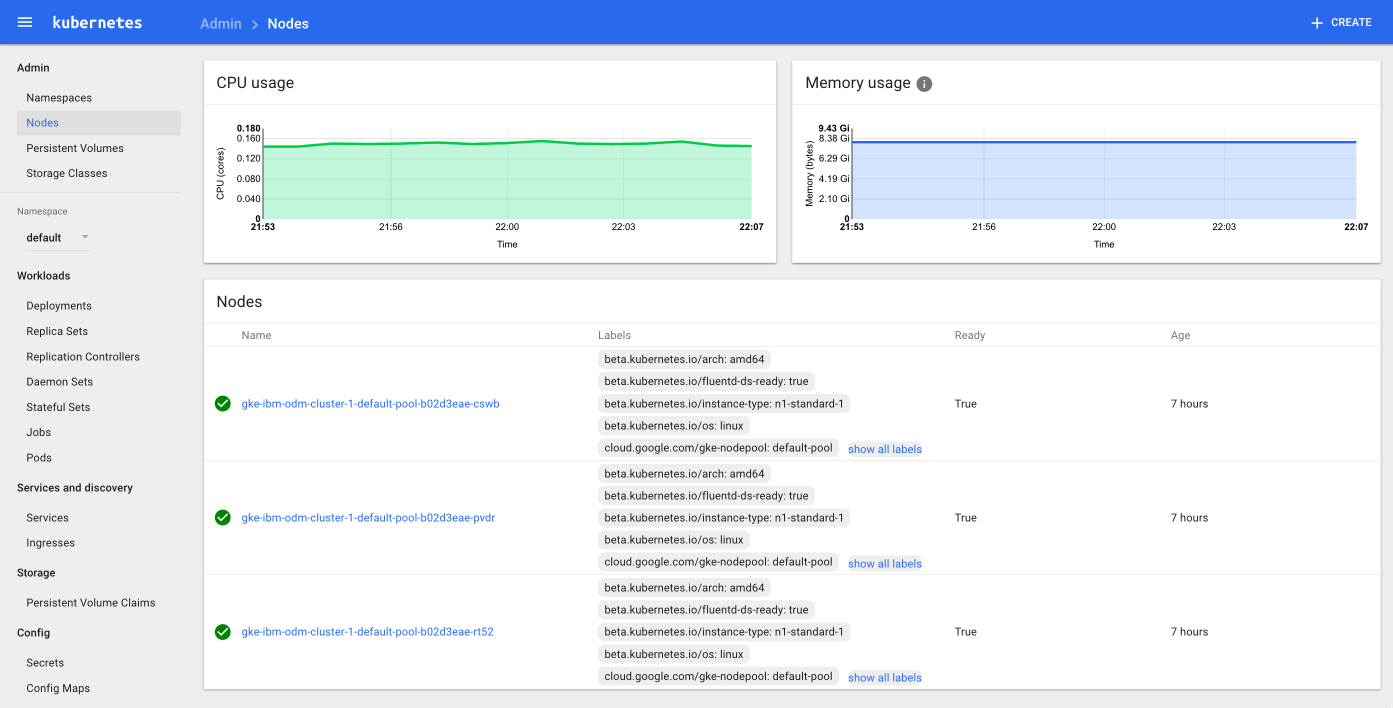 kubernetes
Admin > Nodes
+ CREATE
Admin
Namespaces
Nodes
Persistent Volumes
Storage Classes
Namespace
default
Workloads
Deployments
Replica Sets
Replication Controllers
Daemon Sets
Stateful Sets
Jobs
Pods
Services and discovery
Services
Ingresses
Storage
Persistent Volume Claims
Config
Secrets
Config Maps
CPU usage
CPU (cores)
0.180
0.160
0.120
0.080
0.040
0
21:53 21:56 22:00 22:03 22:07
Time
Memory usage i
Memory (bytes)
9.43 Gi
8.38 Gi
6.29 Gi
4.19 Gi
2.10 Gi
0
21:53 21:56 22:00 22:03 22:07
Time
Nodes
Name Labels Ready Age
beta.kubernetes.io/arch: amd64
beta.kubernetes.io/fluentd-ds-ready: true
gke-ibm-odm-cluster-1-default-pool-b02d3eae-cswb beta.kubernetes.io/instance-type: n1-standard-1 True 7 hours
beta.kubernetes.io/os: linux
cloud.google.com/gke-nodepool: default-pool show all labels
beta.kubernetes.io/arch: amd64
beta.kubernetes.io/fluentd-ds-ready: true
gke-ibm-odm-cluster-1-default-pool-b02d3eae-pvdr beta.kubernetes.io/instance-type: n1-standard-1 True 7 hours
beta.kubernetes.io/os: linux
cloud.google.com/gke-nodepool: default-pool show all labels
beta.kubernetes.io/arch: amd64
beta.kubernetes.io/fluentd-ds-ready: true
gke-ibm-odm-cluster-1-default-pool-b02d3eae-rt52 beta.kubernetes.io/instance-type: n1-standard-1 True 7 hours
beta.kubernetes.io/os: linux
cloud.google.com/gke-nodepool: default-pool show all labels